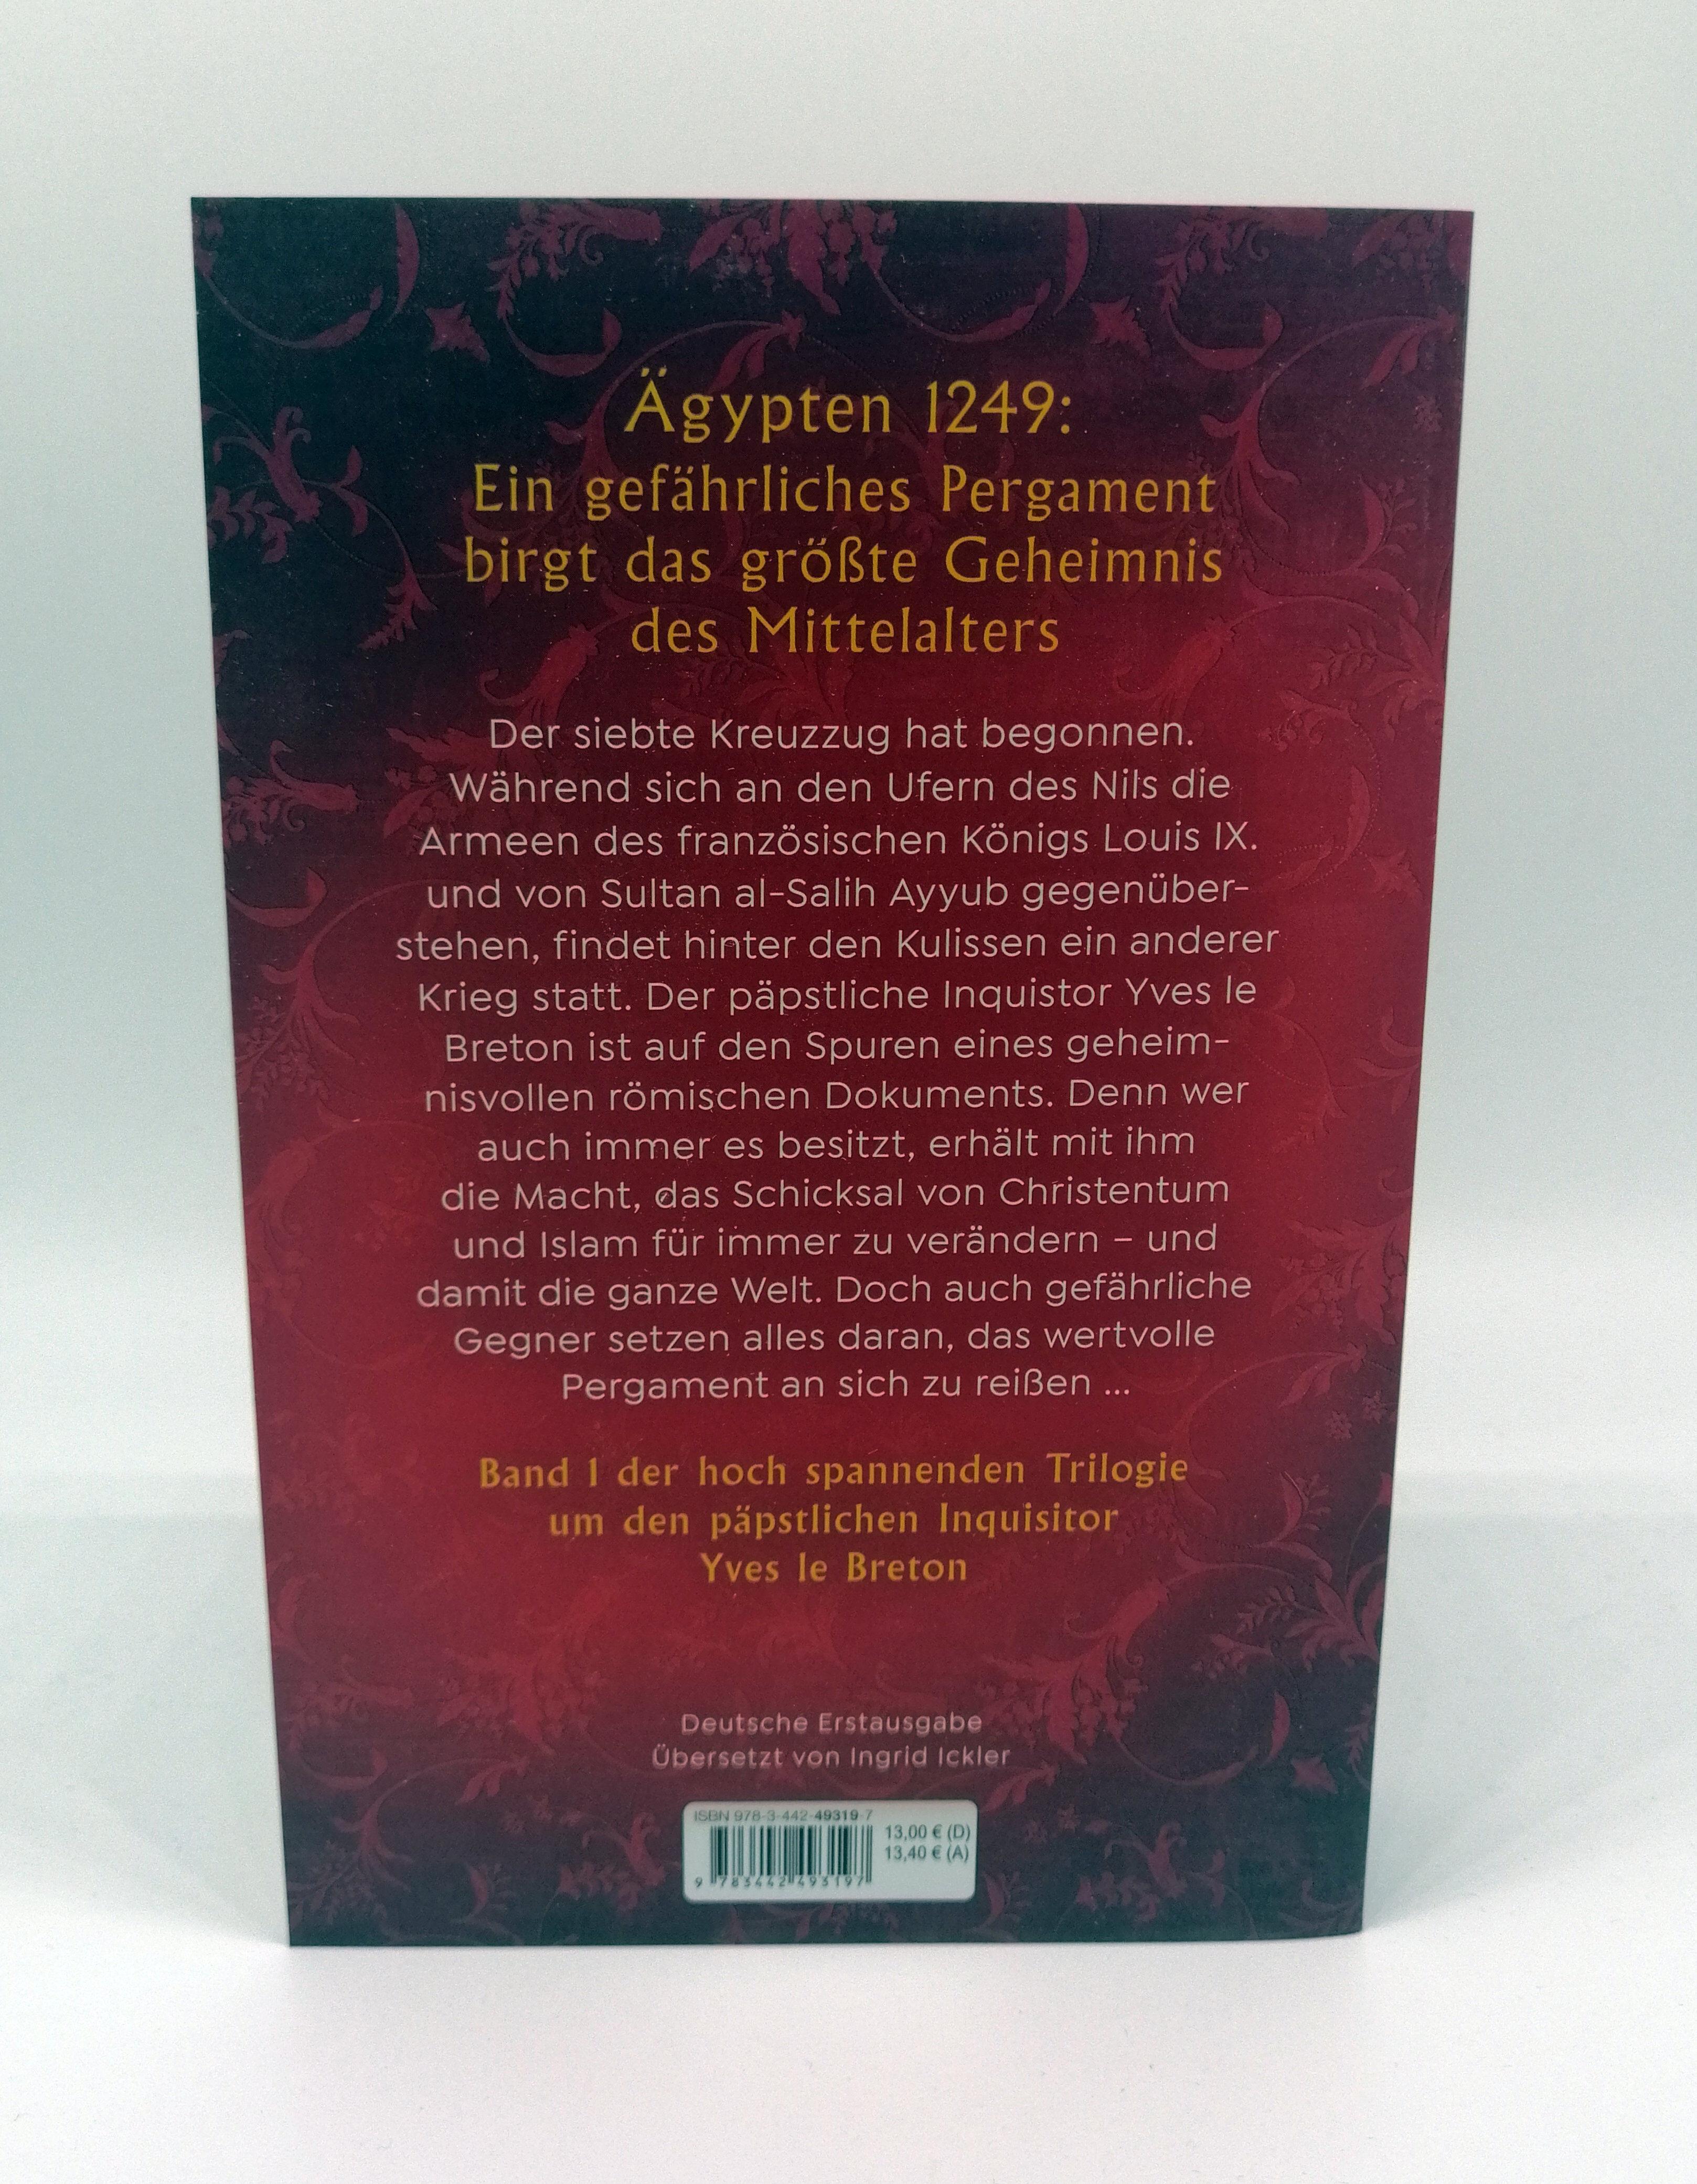 Ägypten 1249:
Ein gefährliches Pergament
birgt das größte Geheimnis
des Mittelalters
Der siebte Kreuzzug hat begonnen.
Während sich an den Ufern des Nils die
Armeen des französischen Königs Louis IX.
und von Sultan al-Salih Ayyub gegenüber-
stehen, findet hinter den Kulissen ein anderer
Krieg statt. Der päpstliche Inquistor Yves le
Breton ist auf den Spuren eines geheim-
nisvollen römischen Dokuments. Denn wer
auch immer es besitzt, erhält mit ihm
die Macht, das Schicksal von Christentum
und Islam für immer zu verändern – und
damit die ganze Welt. Doch auch gefährliche
Gegner setzen alles daran, das wertvolle
Pergament an sich zu reißen ...
Band 1 der hoch spannenden Trilogie
um den päpstlichen Inquisitor
Yves le Breton
Deutsche Erstausgabe
Übersetzt von Ingrid Ickler
ISBN 978-3-442-49319-7
13,00 € (D)
13,40 € (A)
9 783442 493197